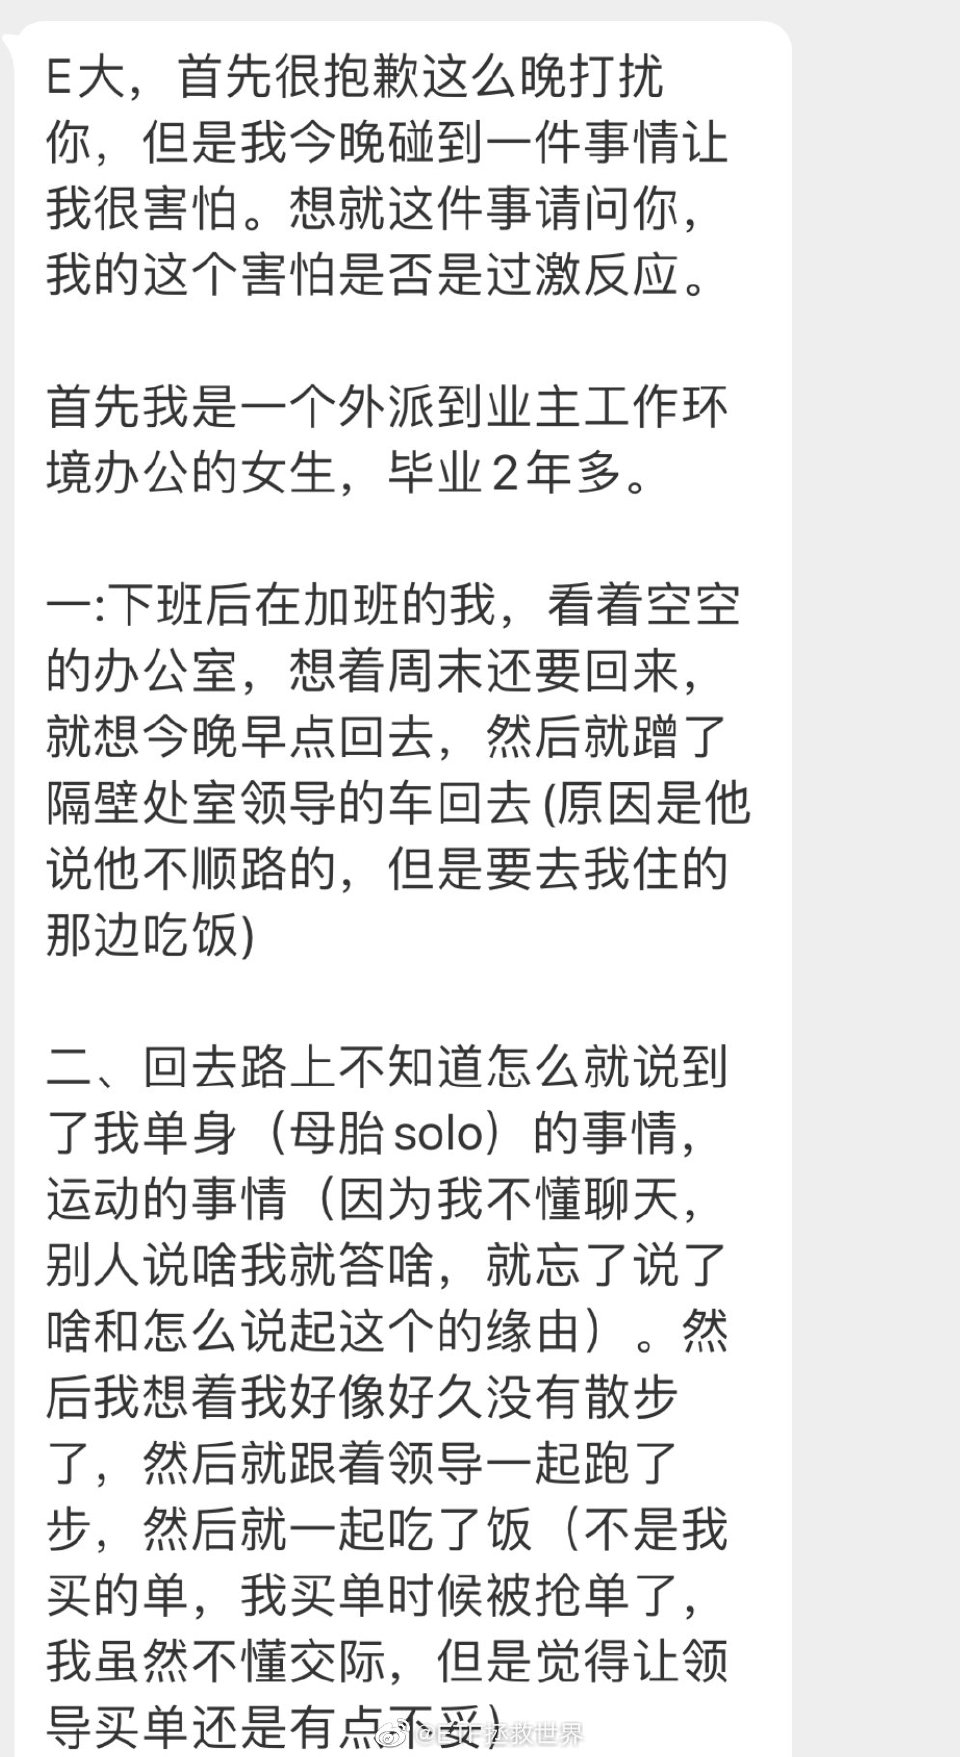 E大，首先很抱歉这么晚打扰
你，但是我今晚碰到一件事情让
我很害怕。想就这件事请问你，
我的这个害怕是否是过激反应。
首先我是一个外派到业主工作环
境办公的女生，毕业2年多。
一:下班后在加班的我，看着空空
的办公室，想着周末还要回来，
就想今晚早点回去，然后就蹭了
隔壁处室领导的车回去(原因是他
说他不顺路的，但是要去我住的
那边吃饭)
二、回去路上不知道怎么就说到
了我单身（母胎solo）的事情，
运动的事情（因为我不懂聊天，
别人说啥我就答啥，就忘了说了
啥和怎么说起这个的缘由）。然
后我想着我好像好久没有散步
了，然后就跟着领导一起跑了
步，然后就一起吃了饭（不是我
买的单，我买单时候被抢单了，
我虽然不懂交际，但是觉得让领
导买单还是有点不妥）
@ETF拯救世界